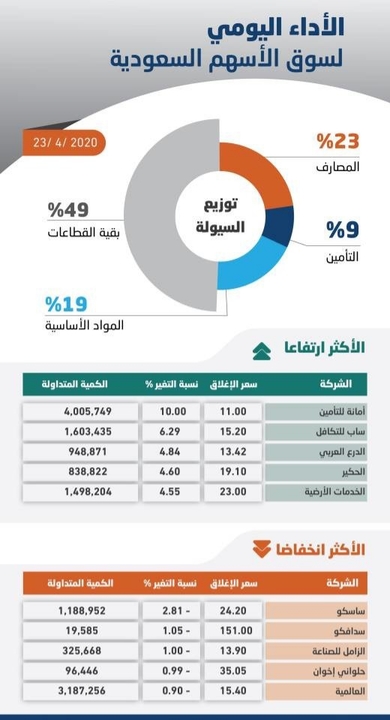 الأداء اليومي
لسوق الأسهم السعودية
23/ 4/ 2020
%23
المصارف
%9
التأمين
%19
المواد الأساسية
%49
بقية القطاعات
توزيع
السيولة
الأكثر ارتفاعا
الشركة سعر الإغلاق نسبة التغير % الكمية المتداولة
أمانة للتأمين 11.00 10.00 4,005,749
ساب للتكافل 15.20 6.29 1,603,435
الدرع العربي 13.42 4.84 948,871
الحكير 19.10 4.60 838,822
الخدمات الأرضية 23.00 4.55 1,498,204
الأكثر انخفاضا
الشركة سعر الإغلاق نسبة التغير % الكمية المتداولة
ساسكو 24.20 2.81 - 1,188,952
سدافكو 151.00 1.05 - 19,585
الزامل للصناعة 13.90 1.00 - 325,668
حلواني إخوان 35.05 0.99 - 96,446
العالمية 15.40 0.90 - 3,187,256